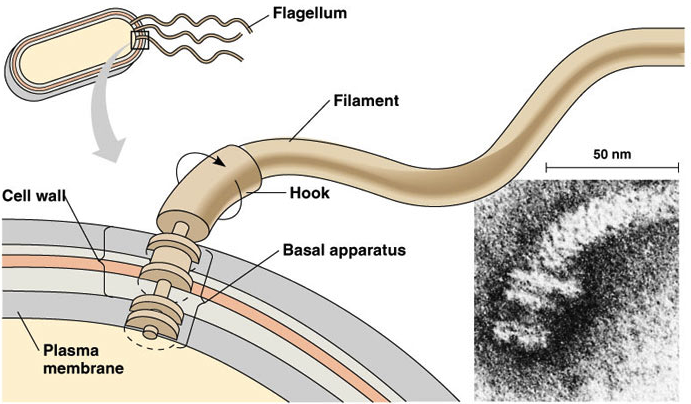 Flagellum
Filament
50 nm
Hook
Cell wall
Basal apparatus
Plasma
membrane